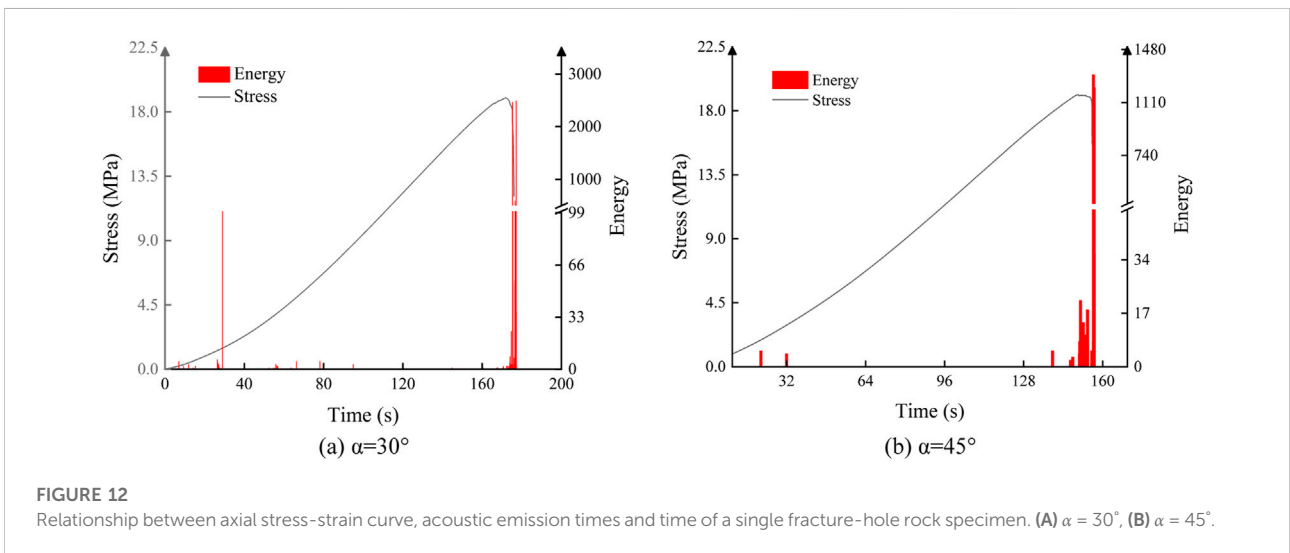 22.5
18.0
13.5
9.0
4.5
0.0
Stress (MPa)
Energy
Stress
3000
2000
1000
99
66
33
0
Energy
0 40 80 120 160 200
Time (s)
(a) α=30°
22.5
18.0
13.5
9.0
4.5
0.0
Stress (MPa)
Energy
Stress
1480
1110
740
34
17
0
Energy
32 64 96 128 160
Time (s)
(b) α=45°
FIGURE 12
Relationship between axial stress-strain curve, acoustic emission times and time of a single fracture-hole rock specimen. (A) α = 30°, (B) α = 45°.